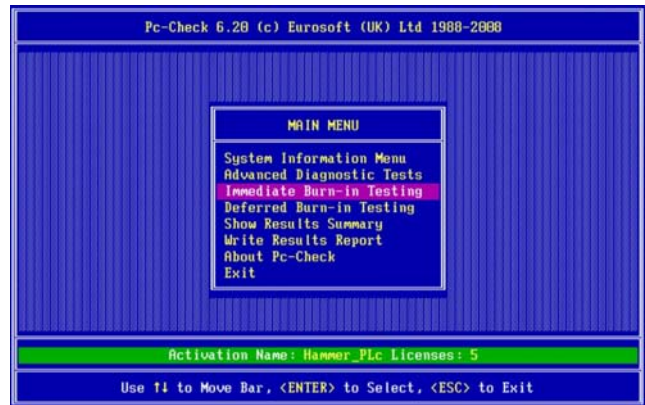 Pc-Check 6.20 (c) Eurosoft (UK) Ltd 1988-2008
MAIN MENU
System Information Menu
Advanced Diagnostic Tests
Immediate Burn-in Testing
Deferred Burn-in Testing
Show Results Summary
Write Results Report
About Pc-Check
Exit
Activation Name: Hammer_PLc Licenses: 5
Use ↑↓ to Move Bar, <ENTER> to Select, <ESC> to Exit